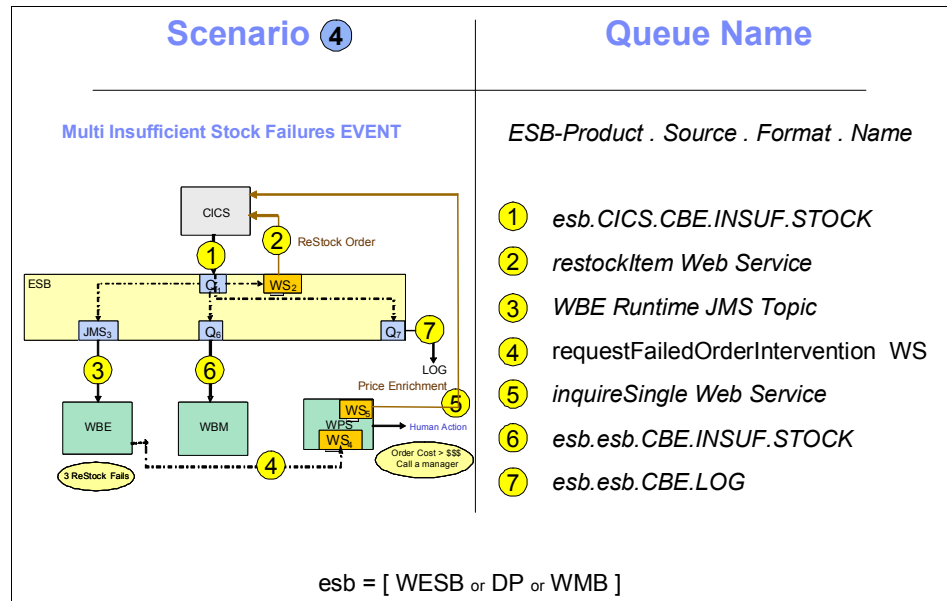 Scenario 4
Queue Name
Multi Insufficient Stock Failures EVENT
ESB-Product . Source . Format . Name
CICS
2
ReStock Order
1
ESB
Q1
WS2
JMS3
Q6
Q7
7
LOG
3
6
Price Enrichment
5
WBE
WBM
WS5
WPS
Human Action
WS4
3 ReStock Fails
4
Order Cost > $$$
Call a manager
1 esb.CICS.CBE.INSUF.STOCK
2 restockItem Web Service
3 WBE Runtime JMS Topic
4 requestFailedOrderIntervention WS
5 inquireSingle Web Service
6 esb.esb.CBE.INSUF.STOCK
7 esb.esb.CBE.LOG
esb = [ WESB or DP or WMB ]